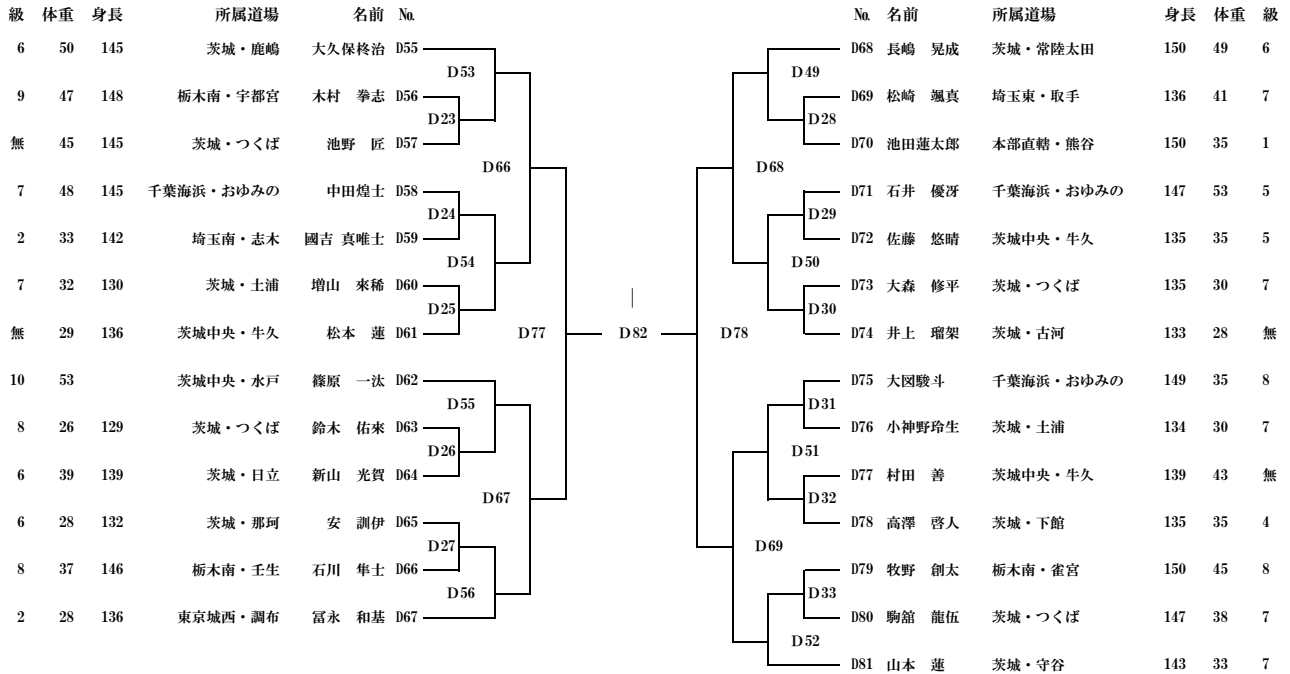 級 体重 身長 所属道場 名前 № № 名前 所属道場 身長 体重 級
6 50 145 茨城・鹿嶋 大久保柊治 D55 D68 長嶋 晃成 茨城・常陸太田 150 49 6
D53 D49
9 47 148 栃木南・宇都宮 木村 拳志 D56 D69 松崎 颯真 埼玉東・取手 136 41 7
D23 D28
無 45 145 茨城・つくば 池野 匠 D57 D70 池田蓮太郎 本部直轄・熊谷 150 35 1
D66 D68
7 48 145 千葉海浜・おゆみの 中田煌士 D58 D71 石井 優冴 千葉海浜・おゆみの 147 53 5
D24 D29
2 33 142 埼玉南・志木 國吉 真唯士 D59 D72 佐藤 悠晴 茨城中央・牛久 135 35 5
D54 D50
7 32 130 茨城・土浦 増山 來稀 D60 D73 大森 修平 茨城・つくば 135 30 7
D25 D30
無 29 136 茨城中央・牛久 松本 蓮 D61 D77 D82 D78 D74 井上 瑠架 茨城・古河 133 28 無
10 53 茨城中央・水戸 篠原 一汰 D62 D75 大図駿斗 千葉海浜・おゆみの 149 35 8
D55 D31
8 26 129 茨城・つくば 鈴木 佑來 D63 D76 小神野玲生 茨城・土浦 134 30 7
D26 D51
6 39 139 茨城・日立 新山 光賀 D64 D77 村田 善 茨城中央・牛久 139 43 無
D67 D32
6 28 132 茨城・那珂 安 訓伊 D65 D78 高澤 啓人 茨城・下館 135 35 4
D27 D69
8 37 146 栃木南・壬生 石川 隼士 D66 D79 牧野 創太 栃木南・雀宮 150 45 8
D56 D33
2 28 136 東京城西・調布 冨永 和基 D67 D80 駒舘 龍伍 茨城・つくば 147 38 7
D52
D81 山本 蓮 茨城・守谷 143 33 7